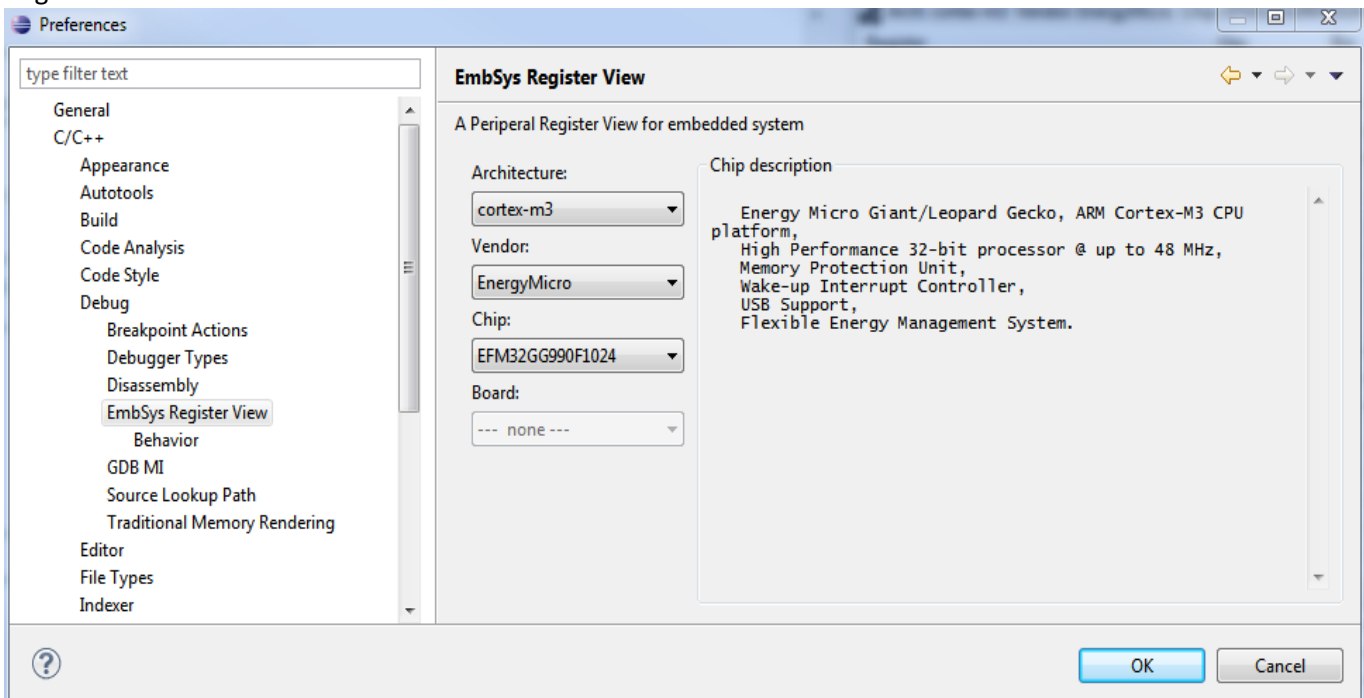 Preferences
type filter text
General
C/C++
Appearance
Autotools
Build
Code Analysis
Code Style
Debug
Breakpoint Actions
Debugger Types
Disassembly
EmbSys Register View
Behavior
GDB MI
Source Lookup Path
Traditional Memory Rendering
Editor
File Types
Indexer
EmbSys Register View
A Periperal Register View for embedded system
Architecture:
cortex-m3
Vendor:
EnergyMicro
Chip:
EFM32GG990F1024
Board:
--- none ---
Chip description
Energy Micro Giant/Leopard Gecko, ARM Cortex-M3 CPU
platform,
High Performance 32-bit processor @ up to 48 MHz,
Memory Protection Unit,
Wake-up Interrupt Controller,
USB Support,
Flexible Energy Management System.
OK
Cancel